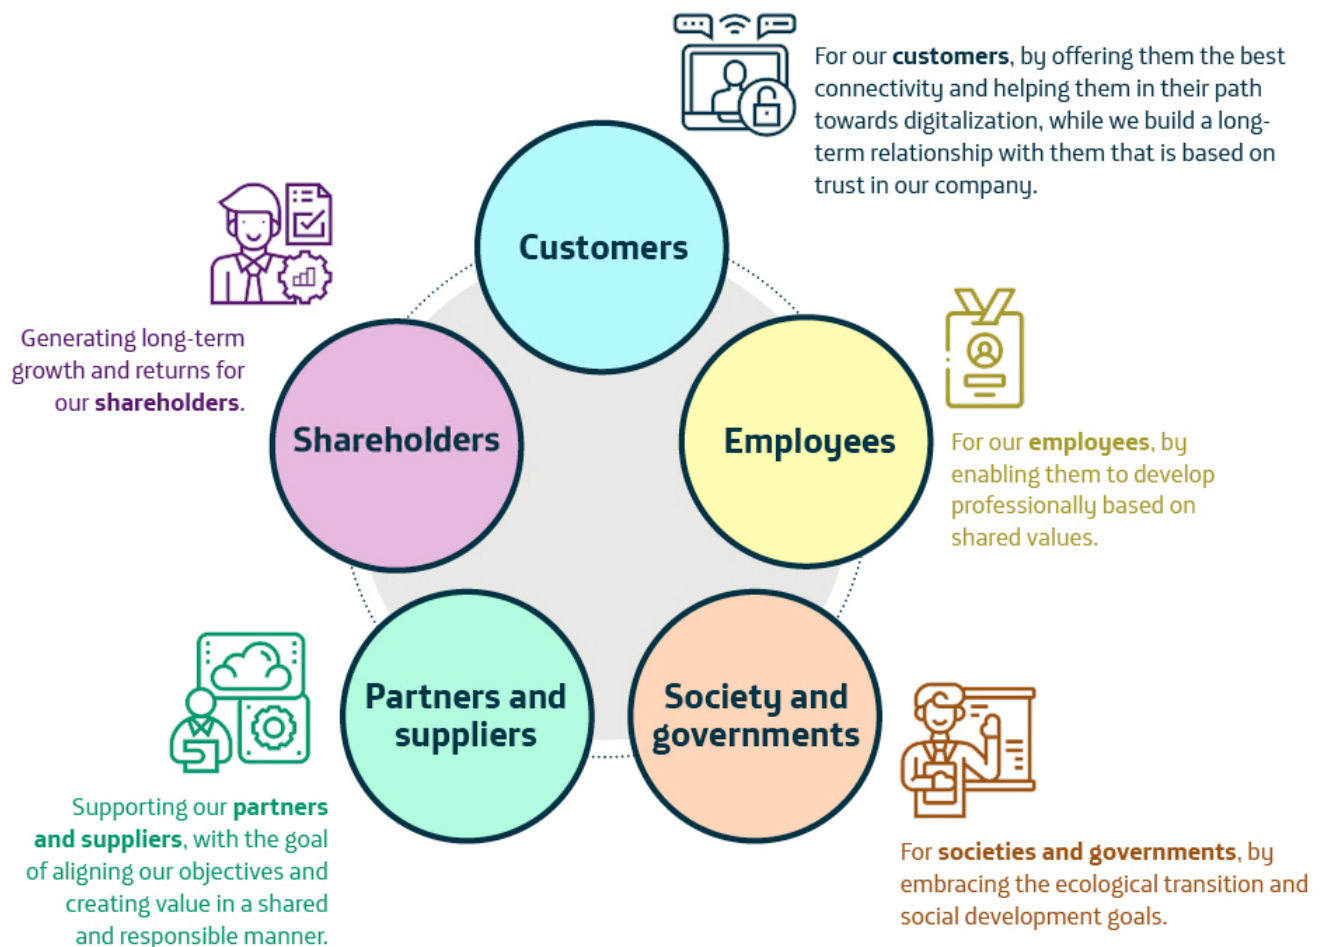 For our customers, by offering them the best
connectivity and helping them in their path
towards digitalization, while we build a long-
term relationship with them that is based on
trust in our company.
Customers
Generating long-term
growth and returns for
our shareholders.
Shareholders
Employees
For our employees, by
enabling them to develop
professionally based on
shared values.
Partners and
suppliers
Society and
governments
Supporting our partners
and suppliers, with the goal
of aligning our objectives and
creating value in a shared
and responsible manner.
For societies and governments, by
embracing the ecological transition and
social development goals.